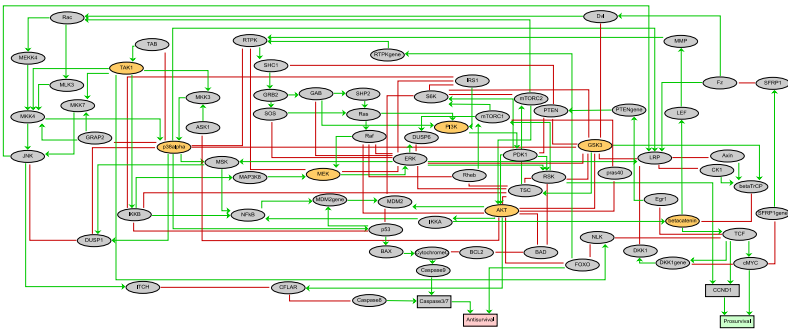 Rac
Dvl
TAB
RTPK
RTPKgene
MMP
MEKK4
TAK1
SHC1
Fz
SFRP1
MLK3
MKK3
IRS1
MKK7
GRB2
GAB
SHP2
S6K
mTORC2
PTEN
PTENgene
LEF
MKK4
SOS
Ras
mTORC1
GRAP2
ASK1
PI3K
Raf
DUSP6
GSK3
JNK
p38alpha
MSK
ERK
PDK1
LRP
Axin
MAP3K8
MEK
Rheb
RSK
pras40
CK1
TSC
betaTrCP
MDM2gene
MDM2
Egr1
IKKB
NFkB
IKKA
AKT
betacatenin
SFRP1gene
p53
DUSP1
NLK
TCF
BAX
cytochromeC
BCL2
BAD
DKK1
FOXO
DKK1gene
cMYC
Caspase9
ITCH
CFLAR
CCND1
Caspase8
Caspase3/7
Antisurvival
Prosurvival